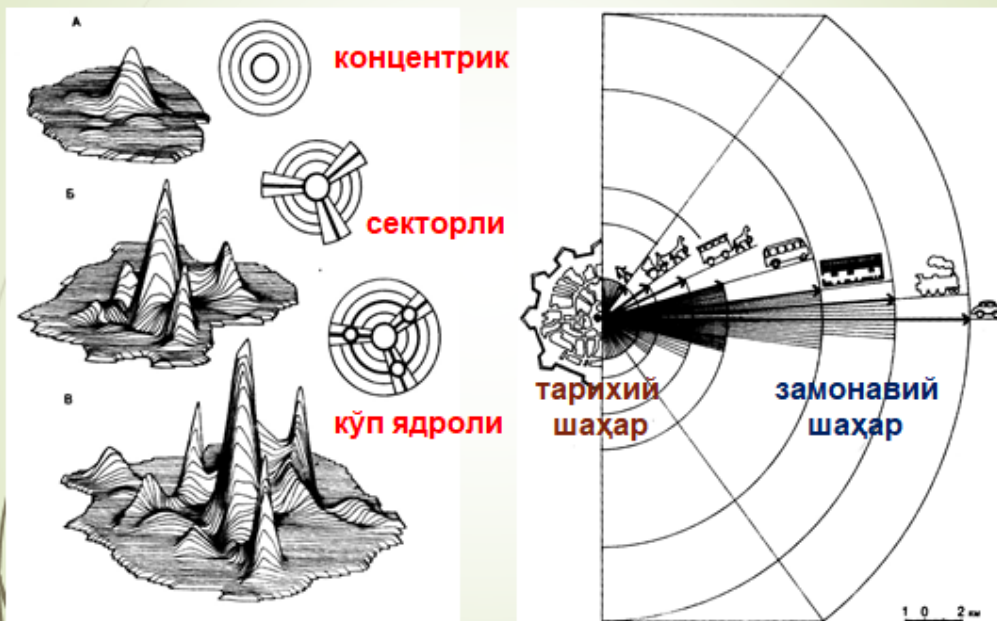 А
концентрик
Б
секторли
В
кўп ядроли
тарихий
шаҳар
замонавий
шаҳар
1 0 2 км